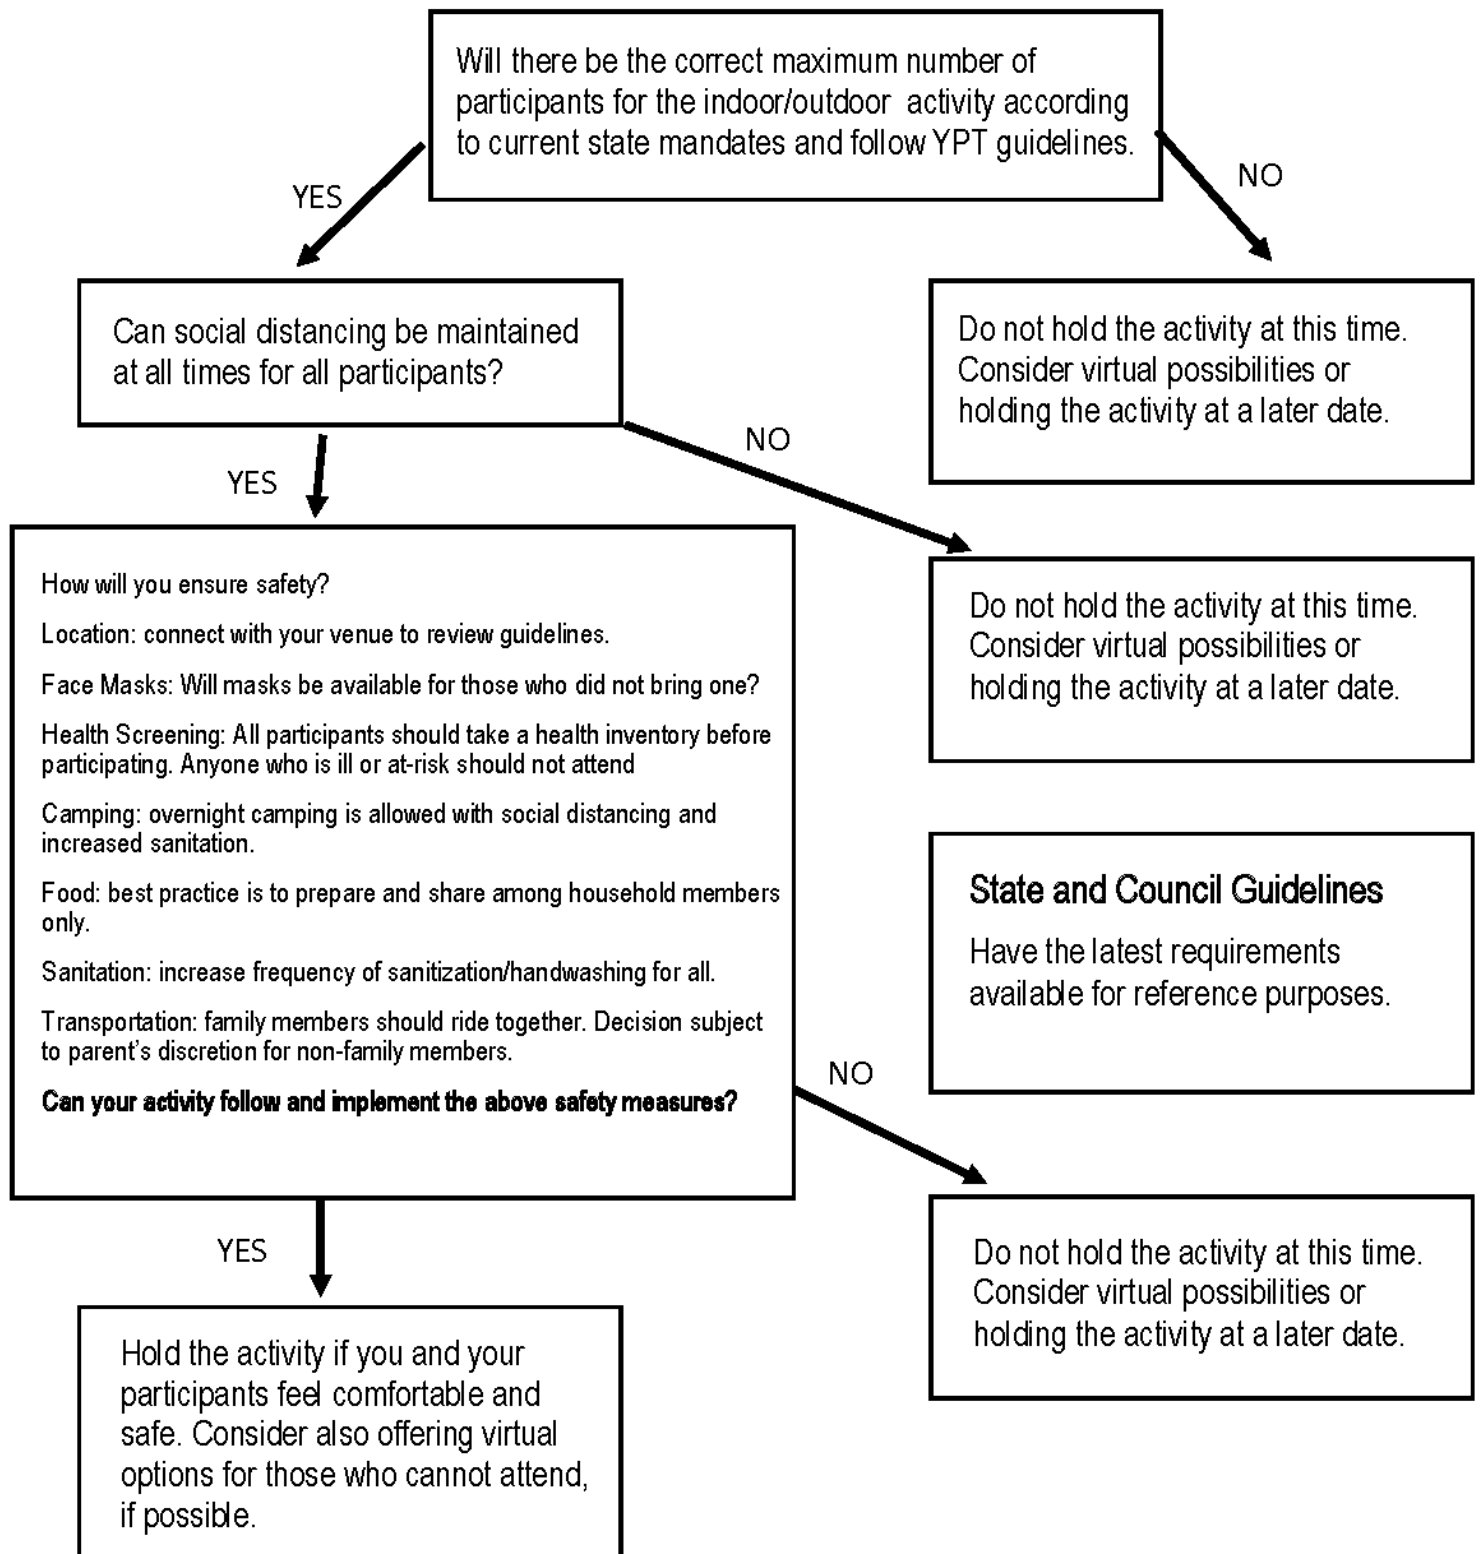 Will there be the correct maximum number of
participants for the indoor/outdoor activity according
to current state mandates and follow YPT guidelines.
YES
NO
Can social distancing be maintained
at all times for all participants?
Do not hold the activity at this time.
Consider virtual possibilities or
holding the activity at a later date.
YES
NO
How will you ensure safety?
Location: connect with your venue to review guidelines.
Face Masks: Will masks be available for those who did not bring one?
Health Screening: All participants should take a health inventory before
participating. Anyone who is ill or at-risk should not attend
Camping: overnight camping is allowed with social distancing and
increased sanitation.
Food: best practice is to prepare and share among household members
only.
Sanitation: increase frequency of sanitization/handwashing for all.
Transportation: family members should ride together. Decision subject
to parent's discretion for non-family members.
Can your activity follow and implement the above safety measures?
Do not hold the activity at this time.
Consider virtual possibilities or
holding the activity at a later date.
State and Council Guidelines
Have the latest requirements
available for reference purposes.
NO
YES
Do not hold the activity at this time.
Consider virtual possibilities or
holding the activity at a later date.
Hold the activity if you and your
participants feel comfortable and
safe. Consider also offering virtual
options for those who cannot attend,
if possible.